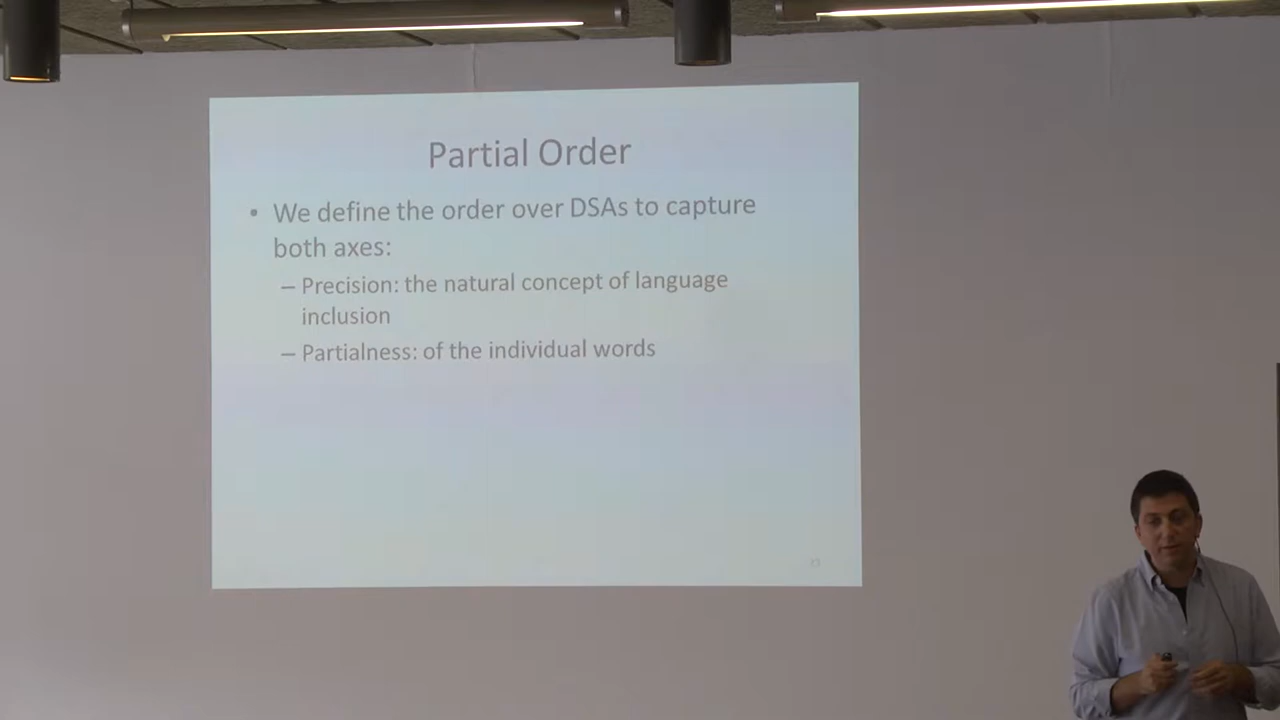 Partial Order
• We define the order over DSAs to capture
both axes:
– Precision: the natural concept of language
inclusion
– Partialness: of the individual words